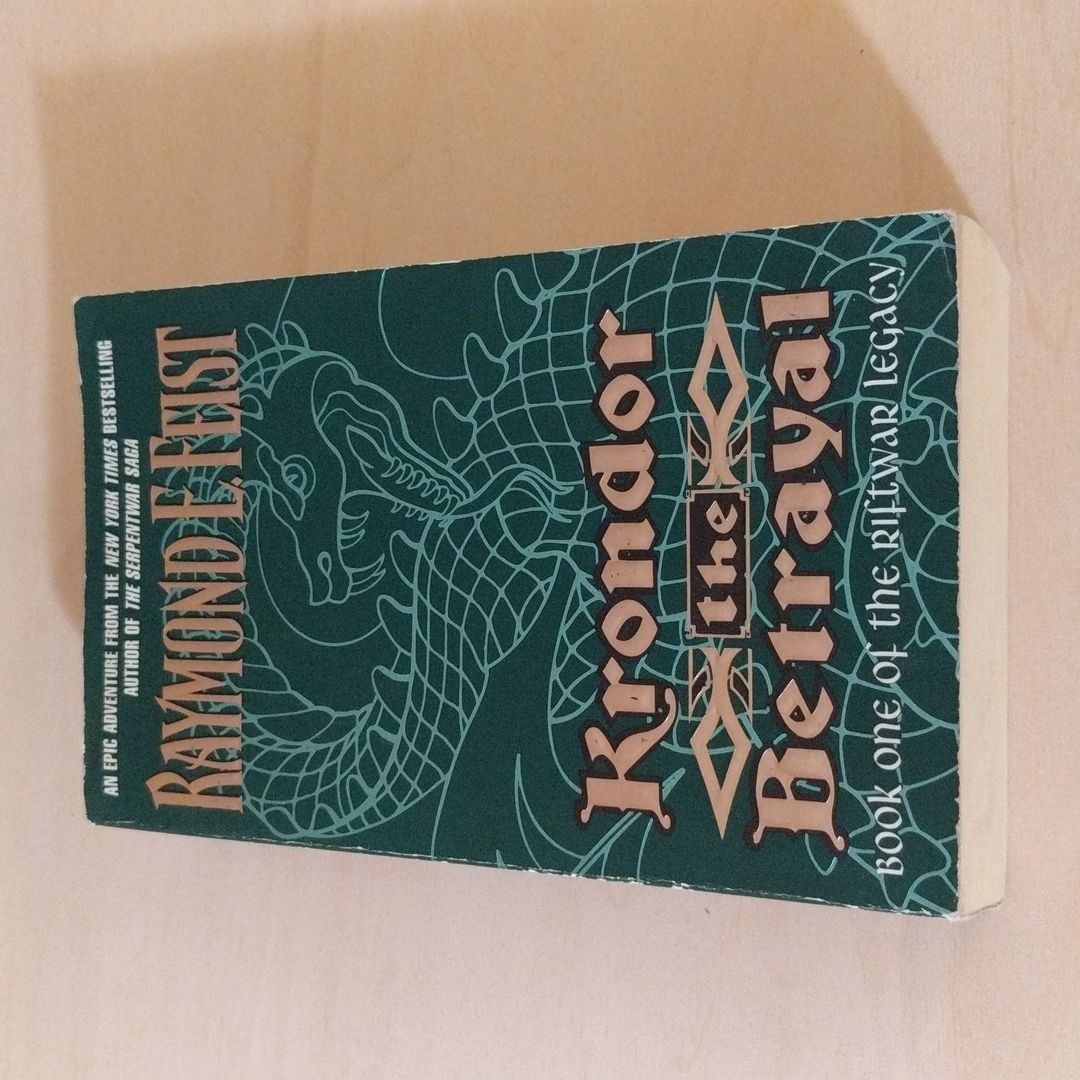 AN EPIC ADVENTURE FROM THE NEW YORK TIMES BESTSELLING
AUTHOR OF THE SERPENTWAR SAGA
RAYMOND E. FEIST
Krondor
the
Betrayal
BOOK ONE OF THE RIFTWAR LEGACY